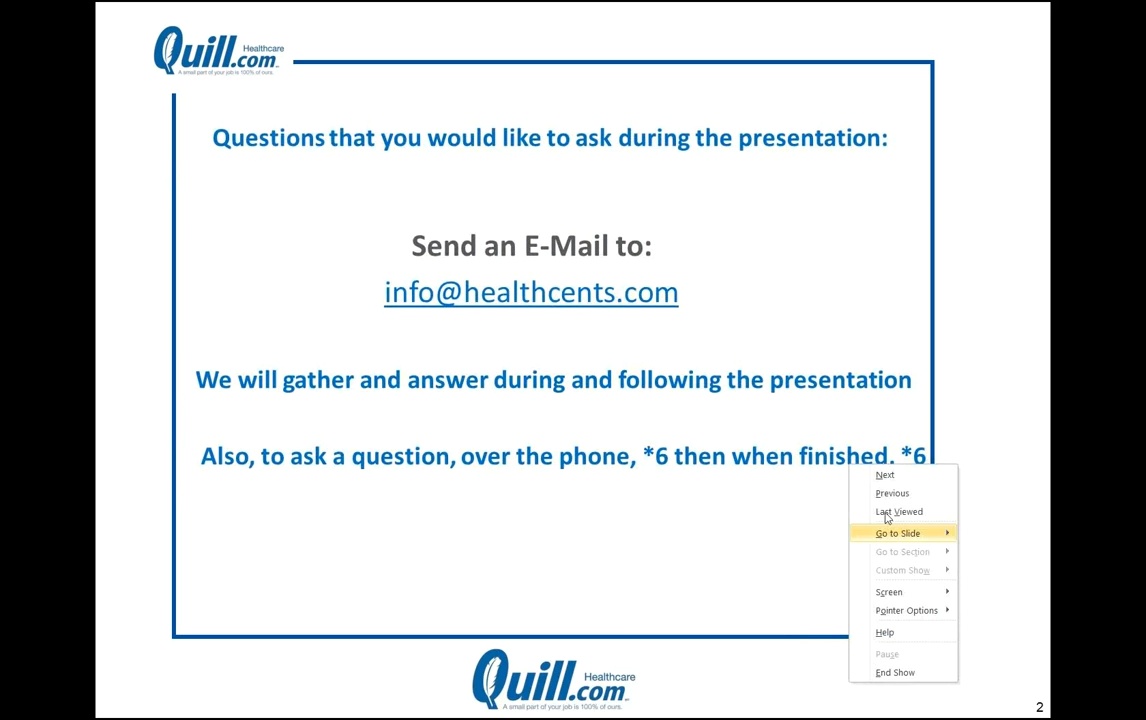 Quill.com
Healthcare
A small part of your job is 100% of ours.
Questions that you would like to ask during the presentation:
Send an E-Mail to:
info@healthcents.com
We will gather and answer during and following the presentation
Also, to ask a question, over the phone, *6 then when finished. *6
Next
Previous
Last Viewed
Go to Slide
Go to Section
Custom Show
Screen
Pointer Options
Help
Pause
End Show
Quill.com
Healthcare
A small part of your job is 100% of ours.
2